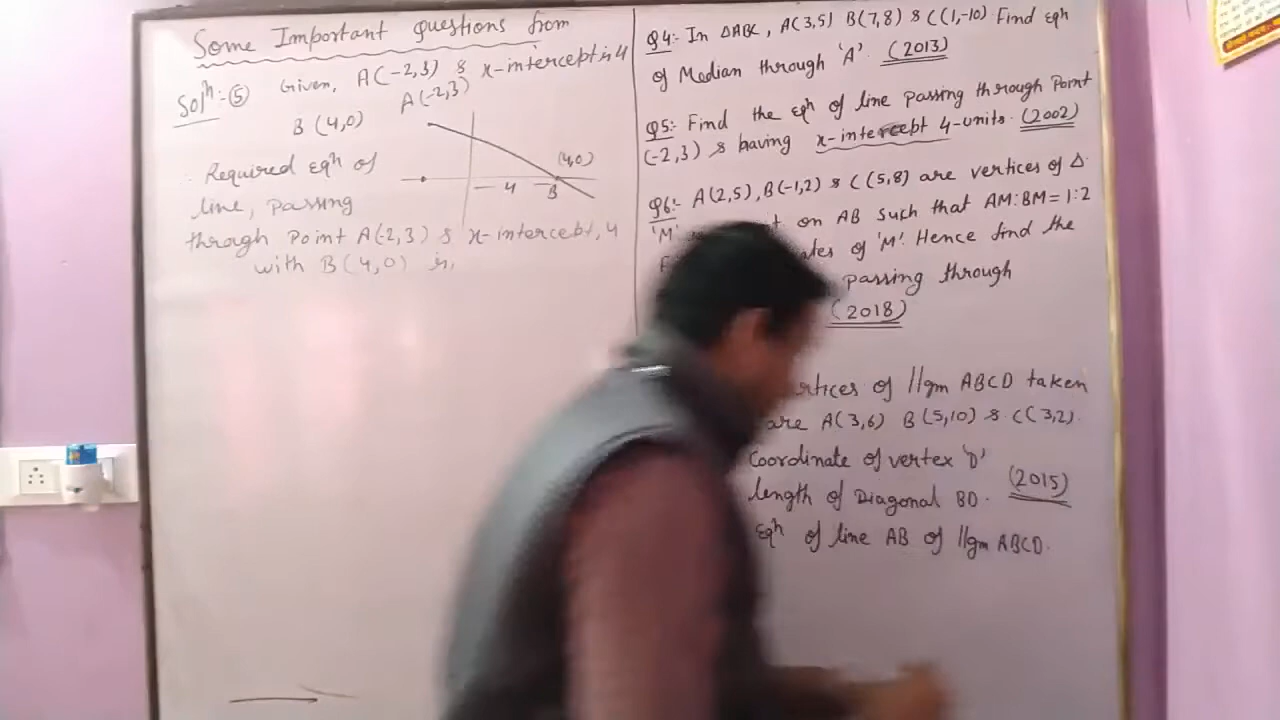 Some Important questions from
Solⁿ:-⑤ Given, A(-2,3) & x-intercept is 4
B (4,0)
A(-2,3)
(4,0)
4
B
∴ Required Eqⁿ of
line, passing
through Point A(-2,3) & x-intercept, 4
with B(4,0) is,
Q4:- In ΔABC, A(3,5) B(7,8) & C(1,-10) Find Eqⁿ
of Median through 'A'. (2013)
Q5:- Find the Eqⁿ of line passing through Point
(-2,3) & having x-intercept 4-units. (2002)
Q6:- A(2,5), B(-1,2) & C(5,8) are vertices of Δ.
'M' on AB such that AM:BM=1:2
of 'M'. Hence find the
passing through
(2018)
of //gm ABCD taken
are A(3,6) B(5,10) & C(3,2).
Coordinate of vertex 'D'
length of Diagonal BD. (2015)
Eqⁿ of line AB of //gm ABCD.